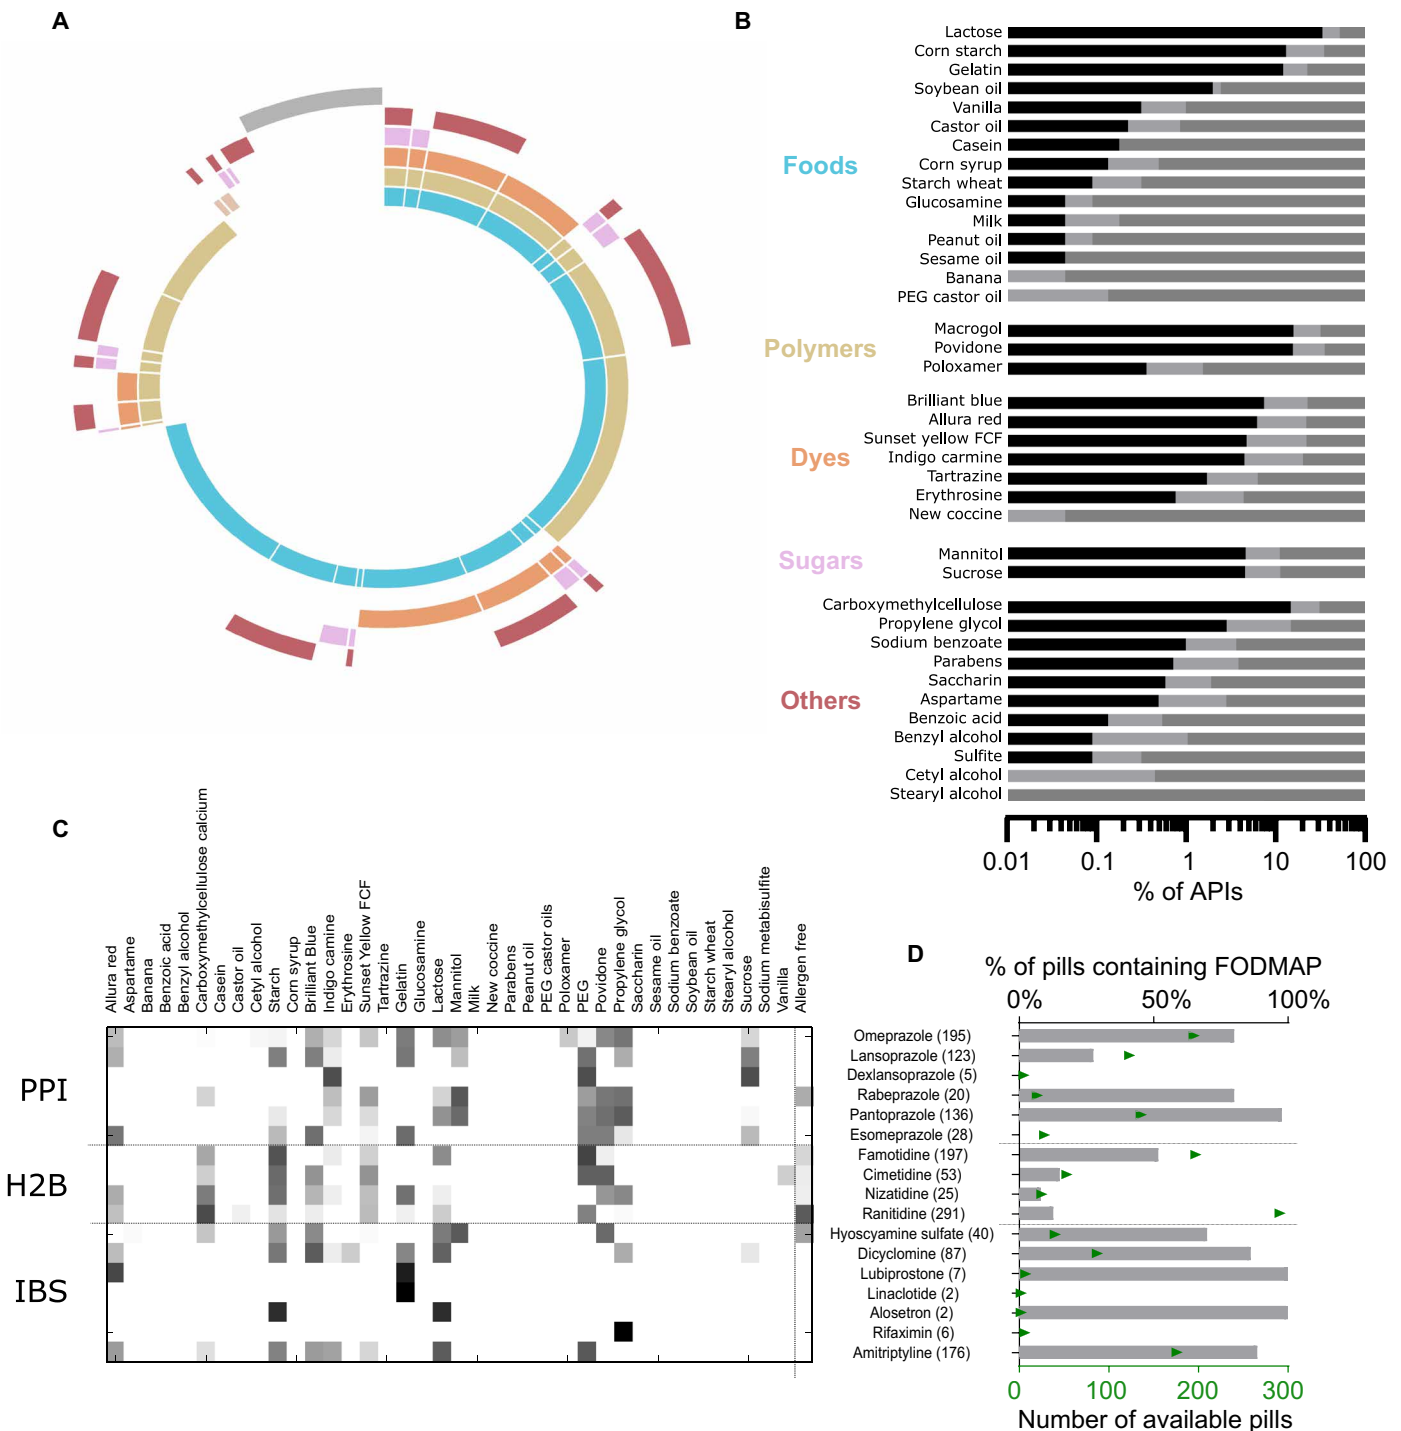 A
B
Foods
Lactose
Corn starch
Gelatin
Soybean oil
Vanilla
Castor oil
Casein
Corn syrup
Starch wheat
Glucosamine
Milk
Peanut oil
Sesame oil
Banana
PEG castor oil
Polymers
Macrogol
Povidone
Poloxamer
Dyes
Brilliant blue
Allura red
Sunset yellow FCF
Indigo carmine
Tartrazine
Erythrosine
New coccine
Sugars
Mannitol
Sucrose
Others
Carboxymethylcellulose
Propylene glycol
Sodium benzoate
Parabens
Saccharin
Aspartame
Benzoic acid
Benzyl alcohol
Sulfite
Cetyl alcohol
Stearyl alcohol
0.01 0.1 1 10 100
% of APIs
C
Allura red
Aspartame
Banana
Benzoic acid
Benzyl alcohol
Carboxymethylcellulose calcium
Casein
Castor oil
Cetyl alcohol
Starch
Corn syrup
Brilliant Blue
Indigo camine
Erythrosine
Sunset Yellow FCF
Tartrazine
Gelatin
Glucosamine
Lactose
Mannitol
Milk
New coccine
Parabens
Peanut oil
PEG castor oils
Poloxamer
PEG
Povidone
Propylene glycol
Saccharin
Sesame oil
Sodium benzoate
Soybean oil
Starch wheat
Stearyl alcohol
Sucrose
Sodium metabisulfite
Vanilla
Allergen free
PPI
H2B
IBS
D
% of pills containing FODMAP
0% 50% 100%
Omeprazole (195)
Lansoprazole (123)
Dexlansoprazole (5)
Rabeprazole (20)
Pantoprazole (136)
Esomeprazole (28)
Famotidine (197)
Cimetidine (53)
Nizatidine (25)
Ranitidine (291)
Hyoscyamine sulfate (40)
Dicyclomine (87)
Lubiprostone (7)
Linaclotide (2)
Alosetron (2)
Rifaximin (6)
Amitriptyline (176)
0 100 200 300
Number of available pills